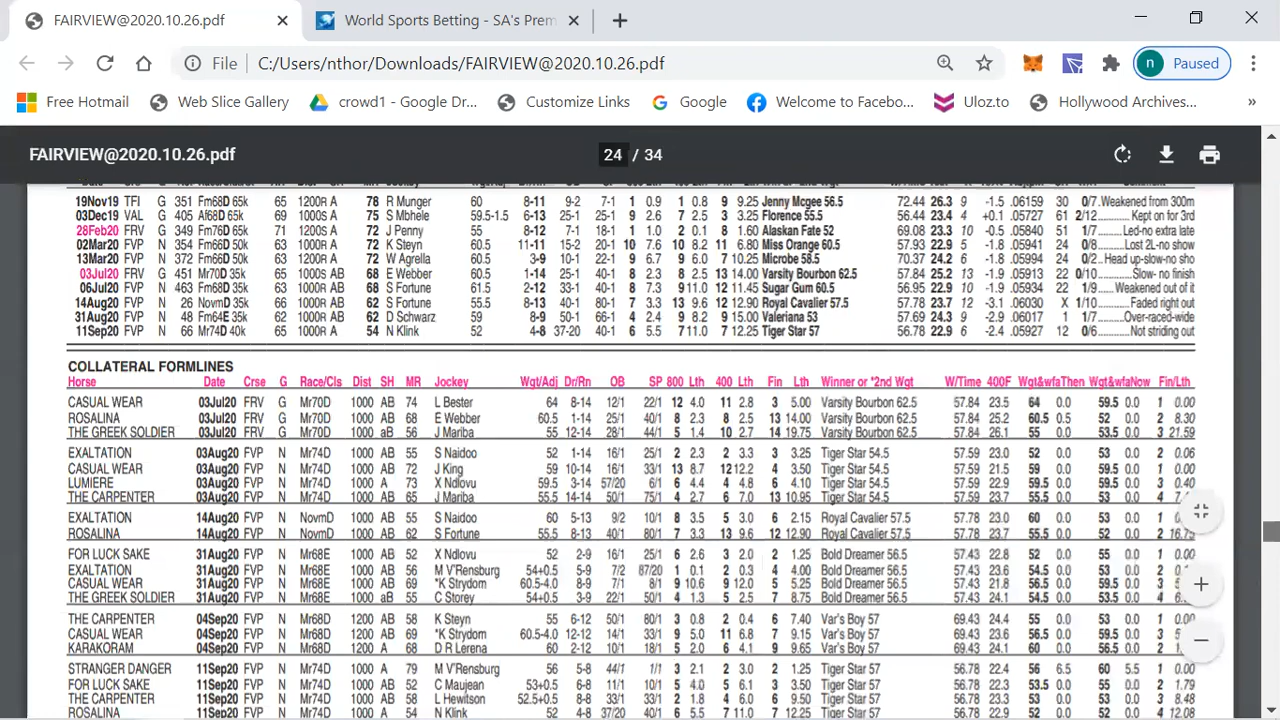 FAIRVIEW@2020.10.26.pdf
World Sports Betting - SA's Prem
File C:/Users/nthor/Downloads/FAIRVIEW@2020.10.26.pdf n Paused
Free Hotmail Web Slice Gallery crowd1 - Google Dr... Customize Links Google Welcome to Faceb... Uloz.to Hollywood Archives... »
FAIRVIEW@2020.10.26.pdf 24 / 34
19Nov19 TFI G 351 Fm68D 65k 65 1200R A 78 R Munger 60 8-11 9-2 7-1 1 0.9 1 0.8 9 9.25 Jenny Mcgee 56.5 72.44 26.3 9 -1.5 .06159 30 0/7..Weakened from 300m
03Dec19 VAL G 405 Af68D 65k 65 1000S A 75 S Mbhele 59.5-1.5 6-13 25-1 25-1 9 2.6 7 2.5 3 3.25 Florence 55.5 56.44 23.4 4 +0.1 .05727 61 2/12 ...........Kept on for 3rd
28Feb20 FRV G 349 Fm76D 65k 71 1200S A 72 J Penny 55 8-12 7-1 18-1 1 1.0 2 0.1 8 1.60 Alaskan Fate 52 69.08 23.3 10 -0.5 .05840 51 1/7......Led-no extra late
02Mar20 FVP N 366 Fm74D 50k 63 1000R A 72 K Steyn 60.5 11-11 15-2 20-1 10 7.6 10 8.2 11 6.80 Miss Orange 60.5 57.93 22.9 5 -1.8 .05941 24 0/8 ........Lost 2L-no show
13Mar20 FVP N 372 Fm66D 50k 63 1200R A 72 W Agrella 60.5 3-9 10-1 22-1 9 6.7 9 6.0 7 10.25 Microbe 58.5 70.37 24.2 6 -1.8 .05994 24 0/2.. Head up-slow-no sho
03Jul20 FRV G 451 Mr70D 35k 60 1000S AB 68 E Webber 60.5 1-14 25-1 40-1 8 2.3 8 2.5 13 14.00 Varsity Bourbon 62.5 57.84 25.2 13 -1.9 .05913 22 0/10 ...........Slow- no finish
06Jul20 FVP N 463 Fm68D 35k 63 1000R AB 68 S Fortune 61.5 2-12 33-1 40-1 8 7.3 9 11.0 11 11.45 Sugar Gum 60.5 56.95 22.9 10 -1.9 .05898 22 1/9......Weakened out of it
14Aug20 FVP N 26 NovmD 35k 66 1000R AB 62 S Fortune 55.5 8-13 40-1 80-1 7 3.3 13 9.6 12 12.90 Royal Cavalier 57.5 57.78 23.7 12 -3.1 .06030 X 1/10 ..............Faded right out
31Aug20 FVP N 48 Fm64E 35k 61 1000R AB 62 D Schwarz 59 8-9 50-1 61-1 4 2.4 9 8.2 9 15.00 Valeriana 53 57.69 24.0 7 -2.9 .06017 1 1/7......Over-raced-wide
11Sep20 FVP N 66 Mr74D 40k 65 1000R A 54 N Klink 52 4-8 37-20 40-1 6 5.5 7 11.0 7 12.25 Tiger Star 57 56.78 22.9 6 -2.4 .05927 12 0/6 ............Not striding out
COLLATERAL FORMLINES
Horse Date Crse G Race/Cls Dist SH MR Jockey Wgt/Adj Dr/Rn OB SP 800 Lth 400 Lth Fin Lth Winner or *2nd Wgt W/Time 400F Wgt&wfaThen Wgt&wfaNow Fin/Lth
CASUAL WEAR 03Jul20 FRV G Mr70D 1000 AB 74 L Bester 64 8-14 12/1 22/1 12 4.0 11 2.8 3 5.00 Varsity Bourbon 62.5 57.84 23.5 64 0.0 59.5 0.0 1 0.00
ROSALINA 03Jul20 FRV G Mr70D 1000 AB 68 E Webber 60.5 1-14 25/1 40/1 8 2.3 8 2.5 13 14.00 Varsity Bourbon 62.5 57.84 25.2 60.5 0.5 52 0.0 2 8.30
THE GREEK SOLDIER 03Jul20 FRV G Mr70D 1000 aB 56 J Mariba 55 12-14 28/1 44/1 5 1.4 10 2.7 14 19.75 Varsity Bourbon 62.5 57.84 26.1 55 0.0 53.5 0.0 3 21.59
EXALTATION 03Aug20 FVP N Mr74D 1000 AB 55 S Naidoo 52 1-14 16/1 25/1 2 2.3 2 3.3 3 3.25 Tiger Star 54.5 57.59 23.0 52 0.0 53 0.0 2 0.06
CASUAL WEAR 03Aug20 FVP N Mr74D 1000 AB 72 J King 59 10-14 16/1 33/1 13 8.7 12 12.2 4 3.50 Tiger Star 54.5 57.59 21.5 59 0.0 59.5 0.0 1 0.00
LUMIERE 03Aug20 FVP N Mr74D 1000 A 73 X Ndlovu 59.5 3-14 57/20 6/1 6 4.4 4 4.8 6 4.10 Tiger Star 54.5 57.59 22.9 59.5 0.0 59.5 0.0 3 0.40
THE CARPENTER 03Aug20 FVP N Mr74D 1000 AB 65 J Mariba 55.5 14-14 50/1 75/1 4 2.7 6 7.0 13 10.95 Tiger Star 54.5 57.59 23.7 55.5 0.0 53 0.0 4
EXALTATION 14Aug20 FVP N NovmD 1000 AB 55 S Naidoo 60 5-13 9/2 10/1 8 3.5 5 3.0 6 2.15 Royal Cavalier 57.5 57.78 23.0 60 0.0 53 0.0 1
ROSALINA 14Aug20 FVP N NovmD 1000 AB 62 S Fortune 55.5 8-13 40/1 80/1 7 3.3 13 9.6 12 12.90 Royal Cavalier 57.5 57.78 23.7 55.5 0.0 52 0.0 2
FOR LUCK SAKE 31Aug20 FVP N Mr68E 1000 AB 52 X Ndlovu 52 2-9 16/1 25/1 6 2.6 3 2.0 2 1.25 Bold Dreamer 56.5 57.43 22.8 52 0.0 55 0.0 1 0.00
EXALTATION 31Aug20 FVP N Mr68E 1000 AB 56 M V'Rensburg 54+0.5 5-9 7/2 87/20 1 0.1 2 0.3 4 4.00 Bold Dreamer 56.5 57.43 23.6 54.5 0.0 53 0.0 2
CASUAL WEAR 31Aug20 FVP N Mr68E 1000 AB 71 *K Strydom 60.5-4.0 8-9 7/1 8/1 9 10.6 9 12.0 5 5.25 Bold Dreamer 56.5 57.43 21.8 56.5 0.0 59.5 0.0 3
THE GREEK SOLDIER 31Aug20 FVP N Mr68E 1000 aB 55 C Storey 54+0.5 3-9 22/1 50/1 4 1.8 5 2.7 7 8.75 Bold Dreamer 56.5 57.43 24.1 54.5 0.0 53.5 0.0 4
THE CARPENTER 04Sep20 FVP N Mr68D 1200 AB 58 K Steyn 55 6-12 50/1 80/1 3 0.8 2 0.4 6 7.40 Var's Boy 57 69.43 24.4 55 0.0 53 0.0 1
CASUAL WEAR 04Sep20 FVP N Mr68D 1200 AB 69 *K Strydom 60.5-4.0 12-12 14/1 33/1 9 5.0 11 6.8 7 9.15 Var's Boy 57 69.43 23.9 56.5 0.0 59.5 0.0 3
KARAKORAM 04Sep20 FVP N Mr68D 1200 A 68 D R Lerena 60 2-12 10/1 18/1 5 2.0 6 4.1 9 9.65 Var's Boy 57 69.43 24.1 60 0.0 56 0.0 2
STRANGER DANGER 11Sep20 FVP N Mr74D 1000 A 79 M V'Rensburg 56 5-8 44/1 1/1 3 2.1 3 2.0 2 1.25 Tiger Star 57 56.78 22.4 56 6.5 60 5.5 1 0.00
FOR LUCK SAKE 11Sep20 FVP N Mr74D 1000 AB 52 C Maujean 53+0.5 6-8 11/1 10/1 5 4.0 5 6.1 3 3.50 Tiger Star 57 56.78 22.3 53.5 0.0 55 0.0 2 1.79
THE CARPENTER 11Sep20 FVP N Mr74D 1000 AB 58 L Hewitson 52.5+0.5 8-8 33/1 33/1 2 1.8 4 6.0 6 9.50 Tiger Star 57 56.78 23.3 53 0.0 53 0.0 3 8.48
ROSALINA 11Sep20 FVP N Mr74D 1000 A 54 N Klink 52 4-8 37/20 40/1 6 5.5 7 11.0 7 12.25 Tiger Star 57 56.78 22.9 52 0.0 52 0.0 4 12.08